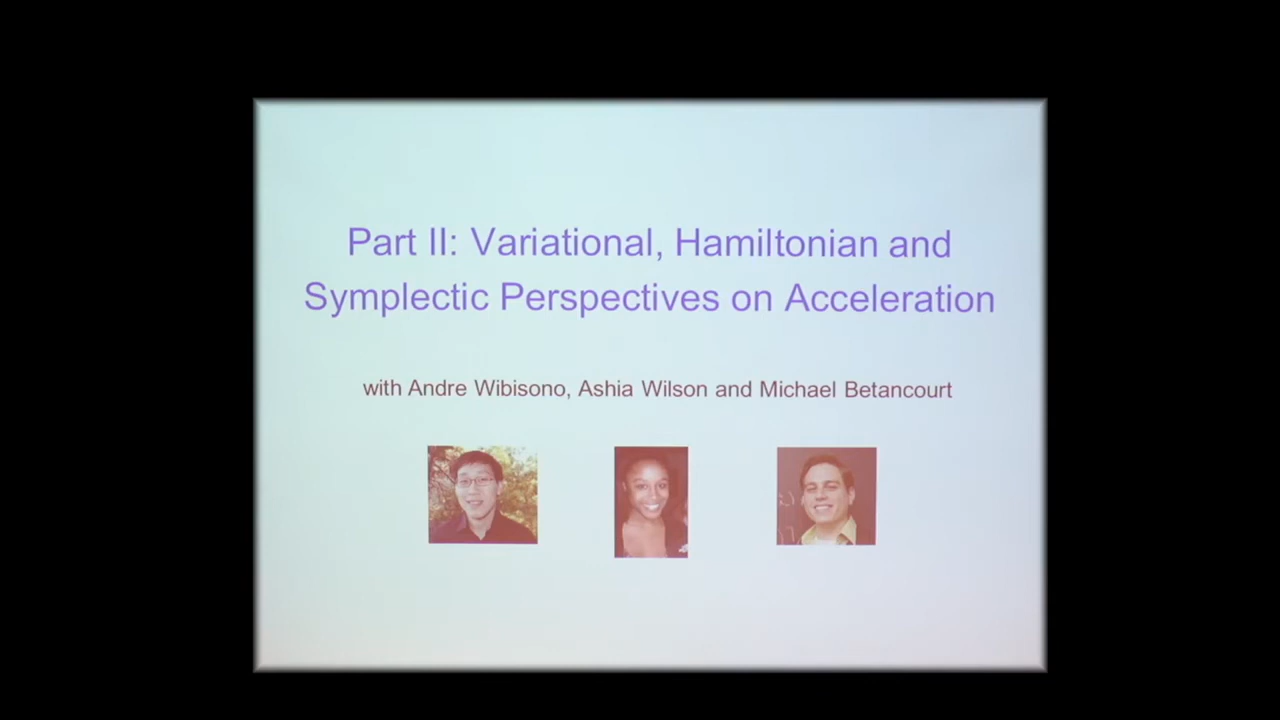 Part II: Variational, Hamiltonian and
Symplectic Perspectives on Acceleration
with Andre Wibisono, Ashia Wilson and Michael Betancourt